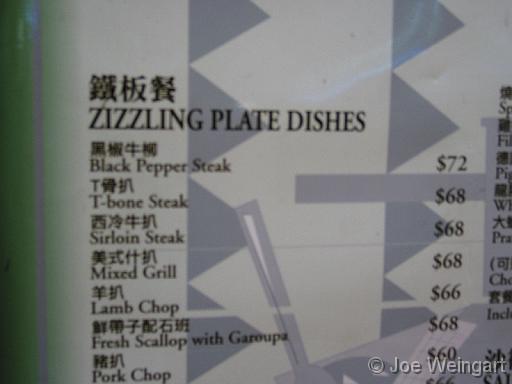 鐵板餐
ZIZZLING PLATE DISHES
黑椒牛柳
Black Pepper Steak $72
T骨扒
T-bone Steak $68
西冷牛扒
Sirloin Steak $68
美式什扒
Mixed Grill $68
羊扒
Lamb Chop $66
鮮帶子配石班
Fresh Scallop with Garoupa $68
豬扒
Pork Chop $60
© Joe Weingart